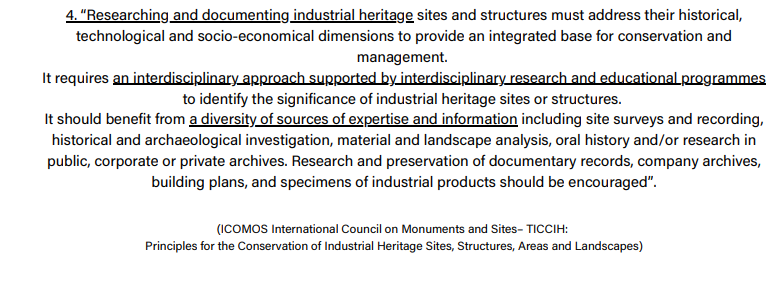 4. “Researching and documenting industrial heritage sites and structures must address their historical,
technological and socio-economical dimensions to provide an integrated base for conservation and
management.
It requires an interdisciplinary approach supported by interdisciplinary research and educational programmes
to identify the significance of industrial heritage sites or structures.
It should benefit from a diversity of sources of expertise and information including site surveys and recording,
historical and archaeological investigation, material and landscape analysis, oral history and/or research in
public, corporate or private archives. Research and preservation of documentary records, company archives,
building plans, and specimens of industrial products should be encouraged”.
(ICOMOS International Council on Monuments and Sites– TICCIH:
Principles for the Conservation of Industrial Heritage Sites, Structures, Areas and Landscapes)